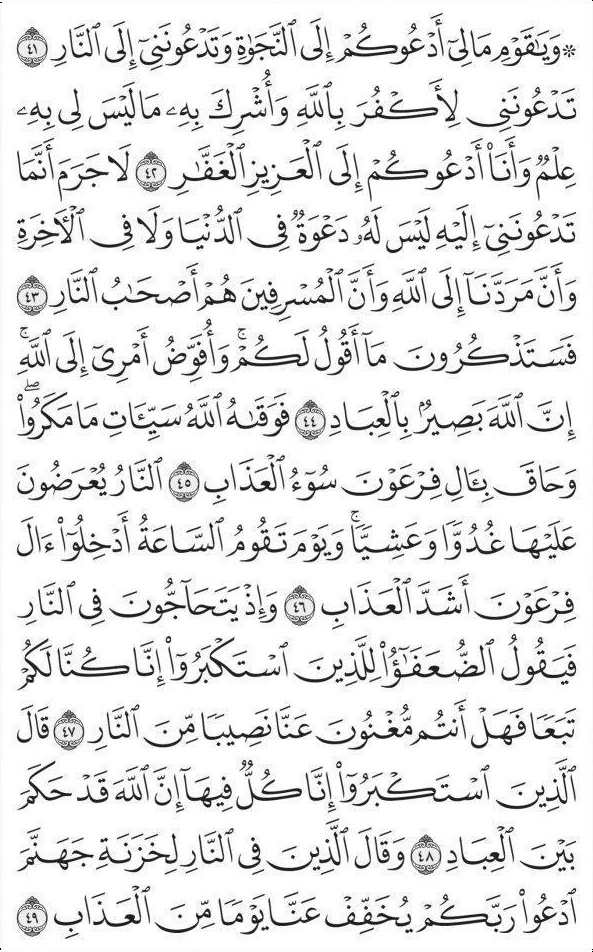 ۞ وَيَٰقَوْمِ مَا لِىٓ أَدْعُوكُمْ إِلَى ٱلنَّجَوٰةِ وَتَدْعُونَنِىٓ إِلَى ٱلنَّارِ ٤١
تَدْعُونَنِى لِأَكْفُرَ بِٱللَّهِ وَأُشْرِكَ بِهِۦ مَا لَيْسَ لِى بِهِۦ
عِلْمٌ وَأَنَا۠ أَدْعُوكُمْ إِلَى ٱلْعَزِيزِ ٱلْغَفَّٰرِ ٤٢ لَا جَرَمَ أَنَّمَا
تَدْعُونَنِىٓ إِلَيْهِ لَيْسَ لَهُۥ دَعْوَةٌ فِى ٱلدُّنْيَا وَلَا فِى ٱلْأَخِرَةِ
وَأَنَّ مَرَدَّنَآ إِلَى ٱللَّهِ وَأَنَّ ٱلْمُسْرِفِينَ هُمْ أَصْحَٰبُ ٱلنَّارِ ٤٣
فَسَتَذْكُرُونَ مَآ أَقُولُ لَكُمْ ۚ وَأُفَوِّضُ أَمْرِىٓ إِلَى ٱللَّهِ ۚ
إِنَّ ٱللَّهَ بَصِيرٌۢ بِٱلْعِبَادِ ٤٤ فَوَقَىٰهُ ٱللَّهُ سَيِّـَٔاتِ مَا مَكَرُوا۟ ۖ
وَحَاقَ بِـَٔالِ فِرْعَوْنَ سُوٓءُ ٱلْعَذَابِ ٤٥ ٱلنَّارُ يُعْرَضُونَ
عَلَيْهَا غُدُوًّا وَعَشِيًّا ۚ وَيَوْمَ تَقُومُ ٱلسَّاعَةُ أَدْخِلُوٓا۟ ءَالَ
فِرْعَوْنَ أَشَدَّ ٱلْعَذَابِ ٤٦ وَإِذْ يَتَحَآجُّونَ فِى ٱلنَّارِ
فَيَقُولُ ٱلضُّعَفَٰٓؤُا۟ لِلَّذِينَ ٱسْتَكْبَرُوٓا۟ إِنَّا كُنَّا لَكُمْ
تَبَعًا فَهَلْ أَنتُم مُّغْنُونَ عَنَّا نَصِيبًا مِّنَ ٱلنَّارِ ٤٧ قَالَ
ٱلَّذِينَ ٱسْتَكْبَرُوٓا۟ إِنَّا كُلٌّ فِيهَآ إِنَّ ٱللَّهَ قَدْ حَكَمَ
بَيْنَ ٱلْعِبَادِ ٤٨ وَقَالَ ٱلَّذِينَ فِى ٱلنَّارِ لِخَزَنَةِ جَهَنَّمَ
ٱدْعُوا۟ رَبَّكُمْ يُخَفِّفْ عَنَّا يَوْمًا مِّنَ ٱلْعَذَابِ ٤٩